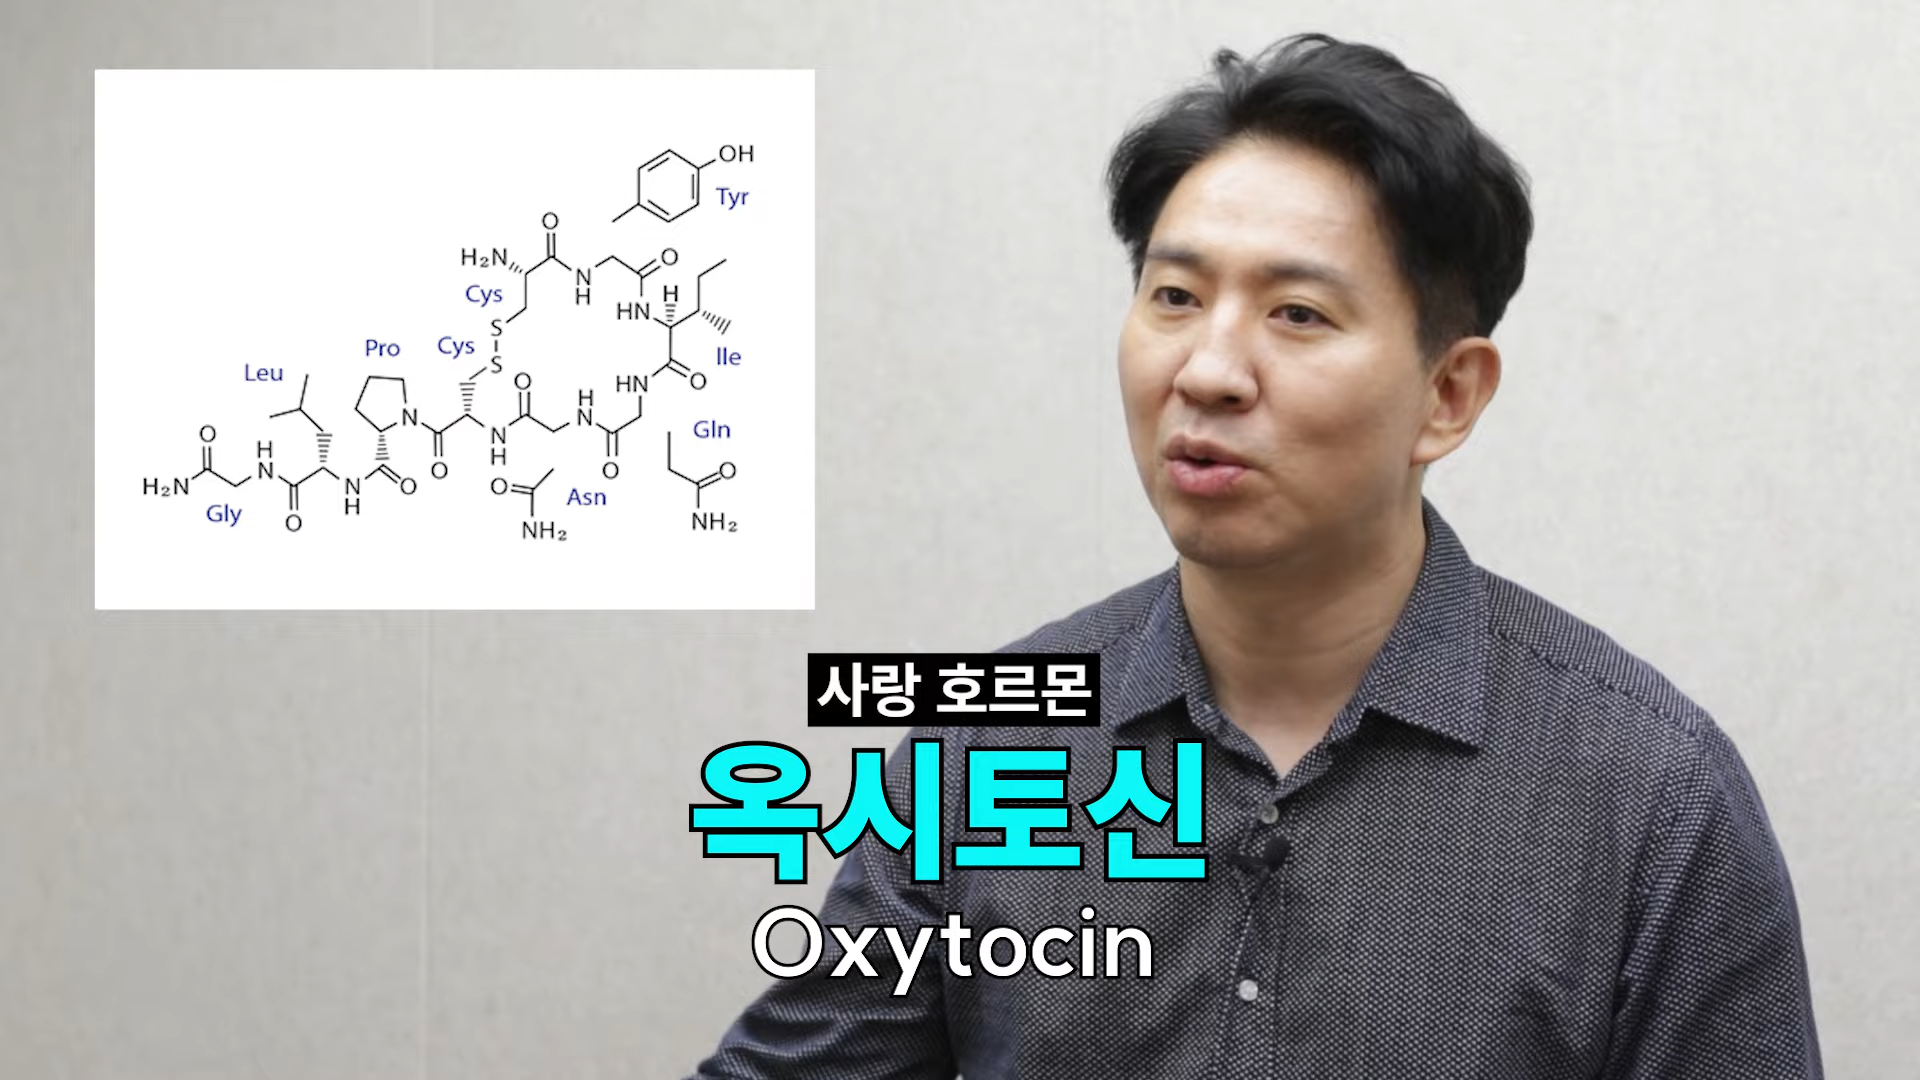 OH
Tyr
O
H₂N
Cys
N
H
O
HN
H
S
S
Cys
Pro
Leu
Ile
O
HN
O
H
N
Gln
N
O
N
H
O
O
H₂N
O
H
N
Gly
O
N
H
O
O
Asn
NH₂
O
NH₂
사랑 호르몬
옥시토신
Oxytocin